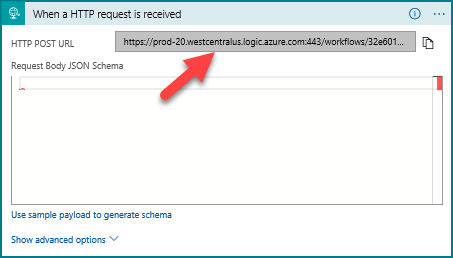 When a HTTP request is received
HTTP POST URL
https://prod-20.westcentralus.logic.azure.com:443/workflows/32e601...
Request Body JSON Schema
Use sample payload to generate schema
Show advanced options